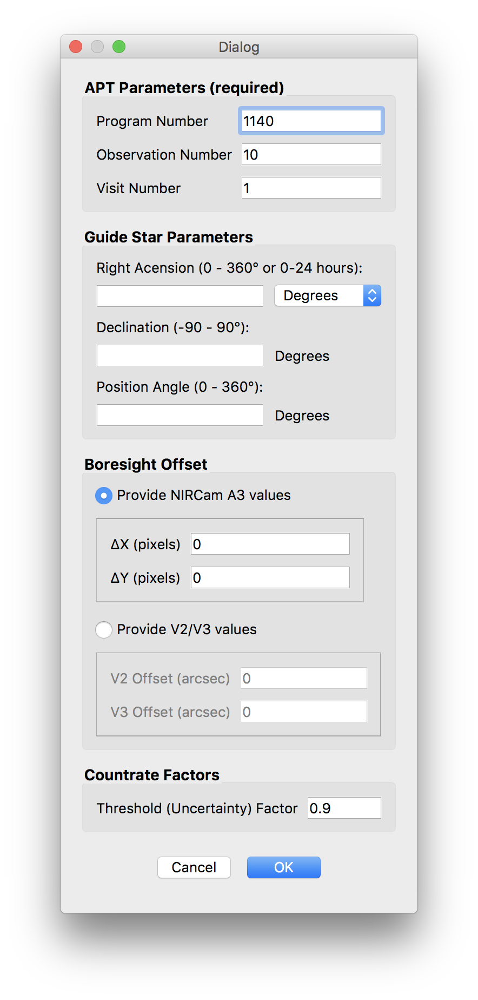 Dialog
APT Parameters (required)
Program Number 1140
Observation Number 10
Visit Number 1
Guide Star Parameters
Right Acension (0 - 360° or 0-24 hours):
Degrees
Declination (-90 - 90°):
Degrees
Position Angle (0 - 360°):
Degrees
Boresight Offset
Provide NIRCam A3 values
ΔX (pixels) 0
ΔY (pixels) 0
Provide V2/V3 values
V2 Offset (arcsec) 0
V3 Offset (arcsec) 0
Countrate Factors
Threshold (Uncertainty) Factor 0.9
Cancel OK